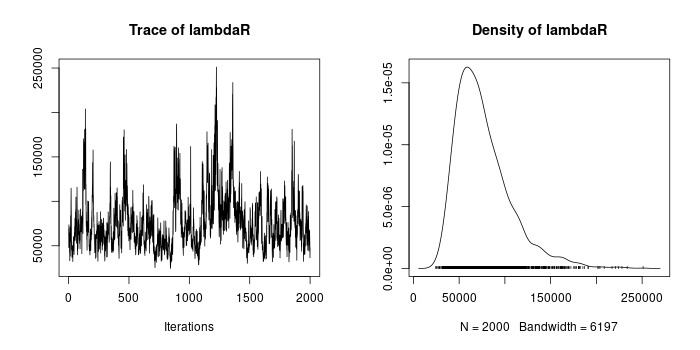 Trace of lambdaR
250000
150000
50000
0
500
1000
1500
2000
Iterations
Density of lambdaR
1.5e-05
1.0e-05
5.0e-06
0.0e+00
0
50000
150000
250000
N = 2000 Bandwidth = 6197